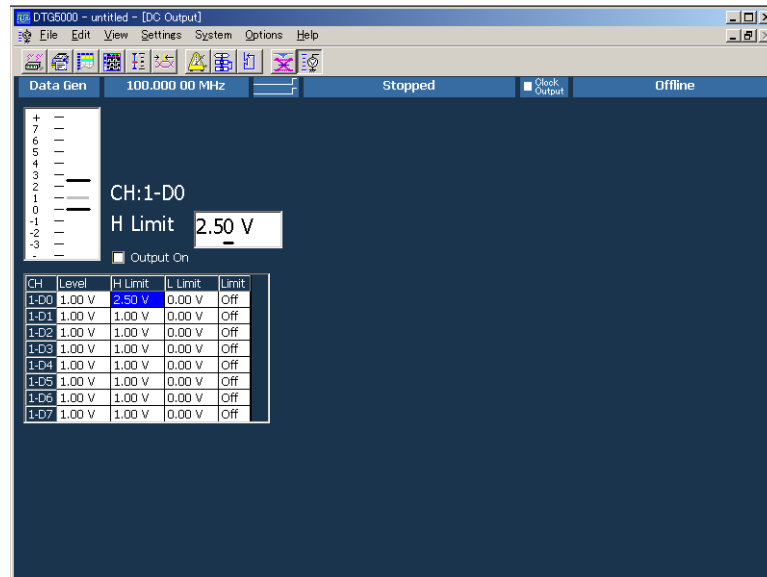 DTG5000 - untitled - [DC Output]
File Edit View Settings System Options Help
Data Gen 100.000 00 MHz Stopped Clock Output Offline
+
7
6
5
4
3
2
1
0
-1
-2
-3
-
CH:1-D0
H Limit 2.50 V
Output On
CH Level H Limit L Limit Limit
1-D0 1.00 V 2.50 V 0.00 V Off
1-D1 1.00 V 1.00 V 0.00 V Off
1-D2 1.00 V 1.00 V 0.00 V Off
1-D3 1.00 V 1.00 V 0.00 V Off
1-D4 1.00 V 1.00 V 0.00 V Off
1-D5 1.00 V 1.00 V 0.00 V Off
1-D6 1.00 V 1.00 V 0.00 V Off
1-D7 1.00 V 1.00 V 0.00 V Off